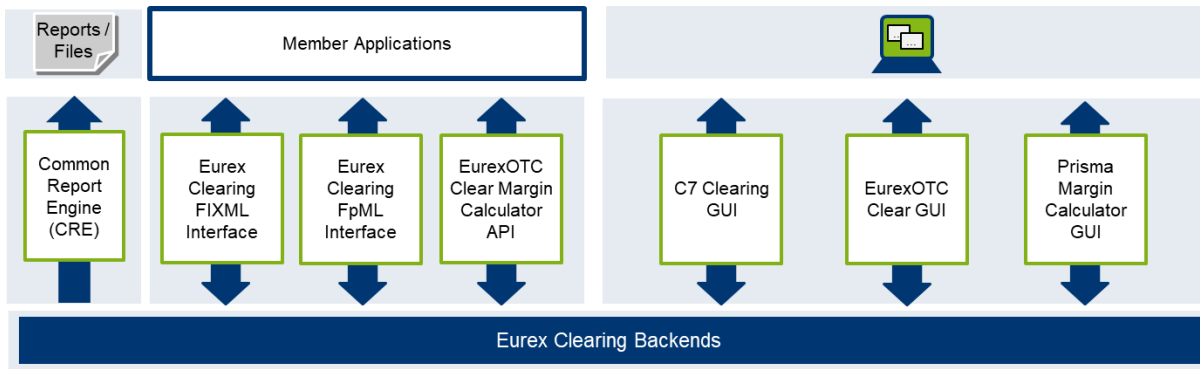 Reports /
Files
Member Applications
Common
Report
Engine
(CRE)
Eurex
Clearing
FIXML
Interface
Eurex
Clearing
FpML
Interface
EurexOTC
Clear Margin
Calculator
API
C7 Clearing
GUI
EurexOTC
Clear GUI
Prisma
Margin
Calculator
GUI
Eurex Clearing Backends